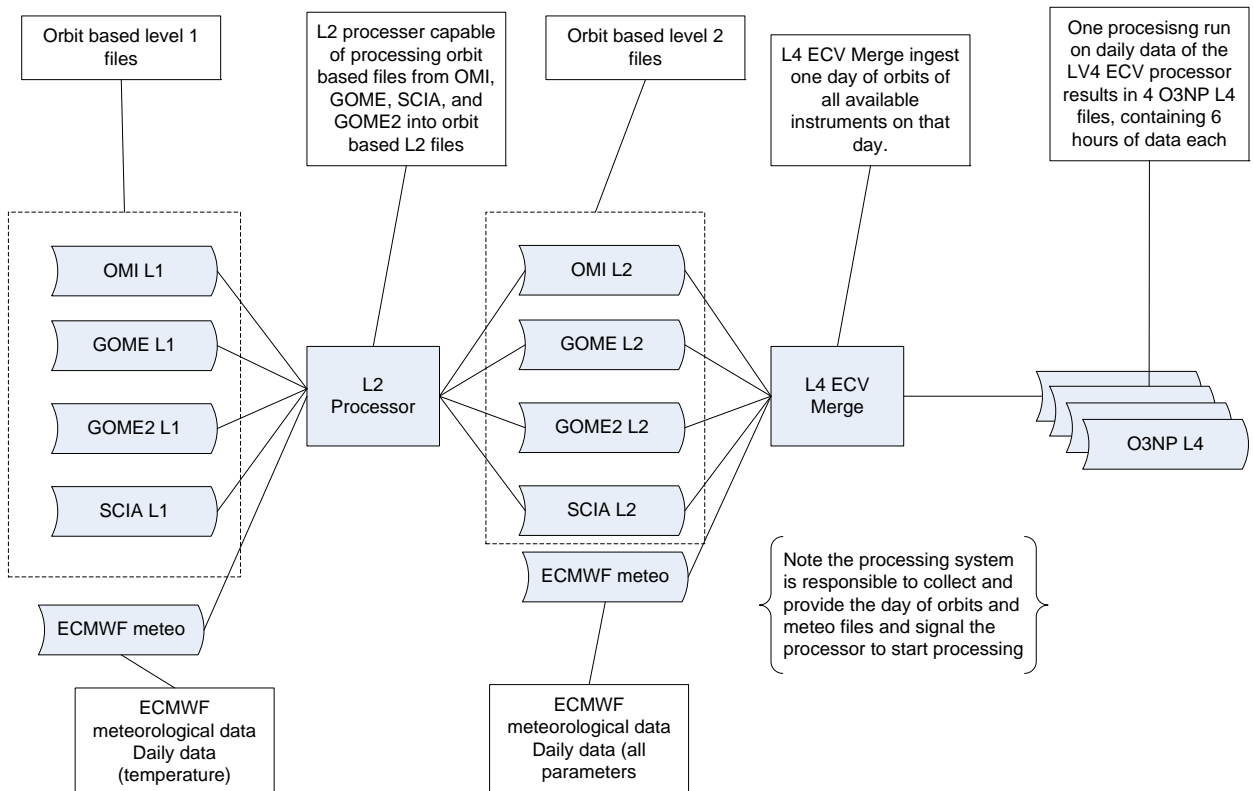 Orbit based level 1
files
L2 processer capable
of processing orbit
based files from OMI,
GOME, SCIA, and
GOME2 into orbit
based L2 files
Orbit based level 2
files
L4 ECV Merge ingest
one day of orbits of
all available
instruments on that
day.
One procesisng run
on daily data of the
LV4 ECV processor
results in 4 O3NP L4
files, containing 6
hours of data each
OMI L1
GOME L1
GOME2 L1
SCIA L1
ECMWF meteo
L2
Processor
OMI L2
GOME L2
GOME2 L2
SCIA L2
ECMWF meteo
L4 ECV
Merge
O3NP L4
Note the processing system
is responsible to collect and
provide the day of orbits and
meteo files and signal the
processor to start processing
ECMWF
meteorological data
Daily data
(temperature)
ECMWF
meteorological data
Daily data (all
parameters